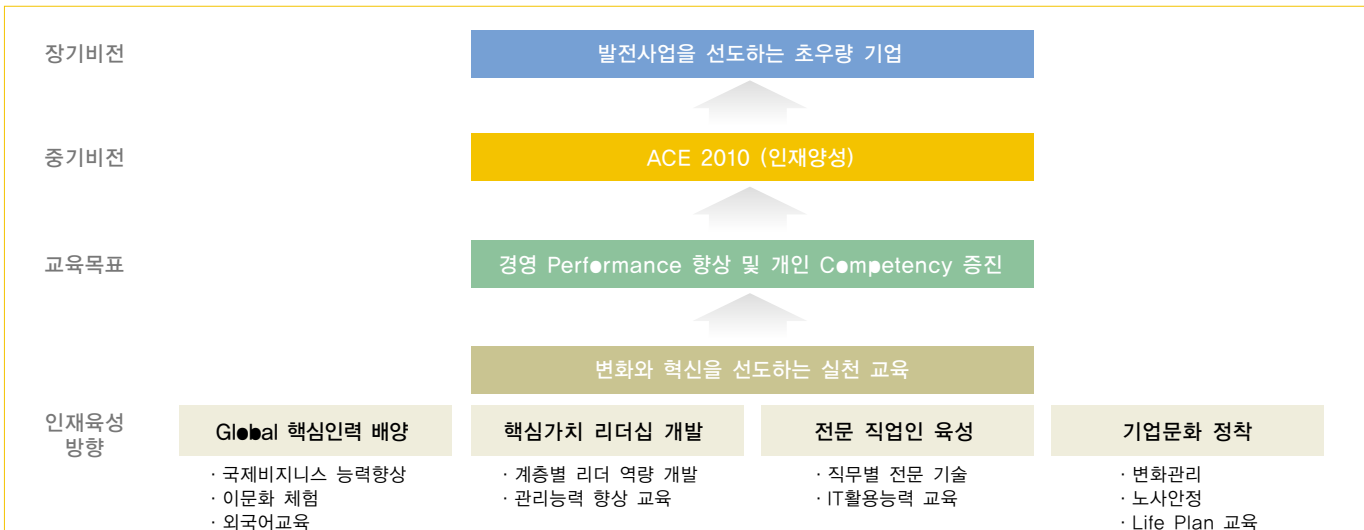 장기비전
발전사업을 선도하는 초우량 기업
중기비전
ACE 2010 (인재양성)
교육목표
경영 Performance 향상 및 개인 Competency 증진
변화와 혁신을 선도하는 실천 교육
인재육성
방향
Global 핵심인력 배양
· 국제비지니스 능력향상
· 이문화 체험
· 외국어교육
핵심가치 리더십 개발
· 계층별 리더 역량 개발
· 관리능력 향상 교육
전문 직업인 육성
· 직무별 전문 기술
· IT활용능력 교육
기업문화 정착
· 변화관리
· 노사안정
· Life Plan 교육